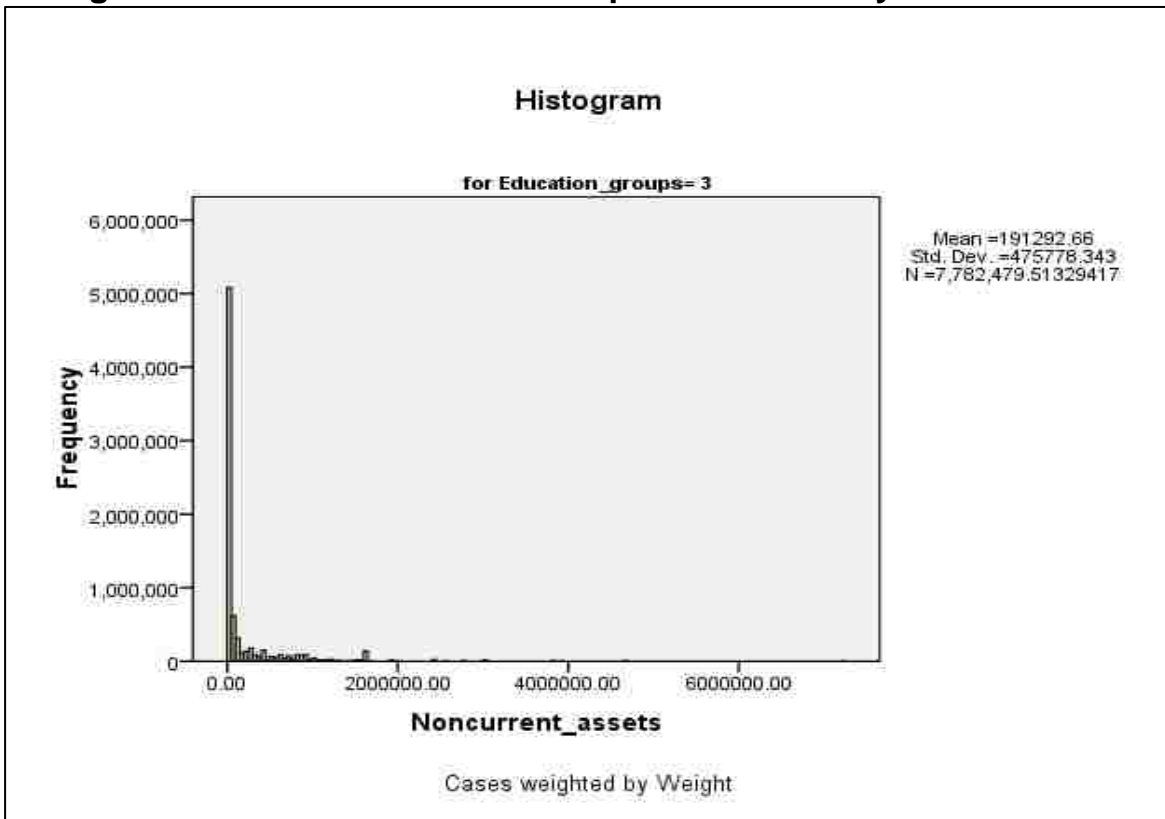 Histogram
for Education_groups= 3
6,000,000
5,000,000
4,000,000
3,000,000
2,000,000
1,000,000
0
Frequency
0.00 2000000.00 4000000.00 6000000.00
Noncurrent_assets
Cases weighted by Weight
Mean =191292.66
Std. Dev. =475778.343
N =7,782,479.51329417